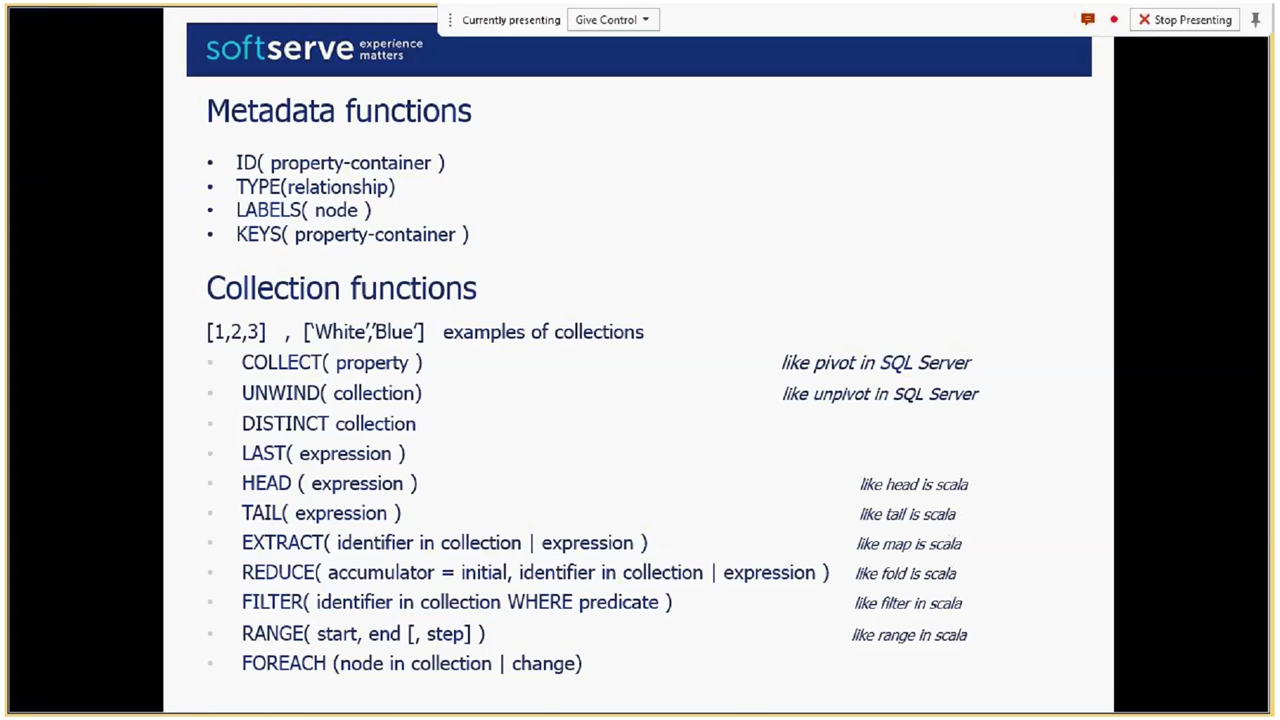 Currently presenting Give Control Stop Presenting
softserve experience matters
Metadata functions
• ID( property-container )
• TYPE(relationship)
• LABELS( node )
• KEYS( property-container )
Collection functions
[1,2,3] , [‘White’,’Blue’] examples of collections
• COLLECT( property ) like pivot in SQL Server
• UNWIND( collection) like unpivot in SQL Server
• DISTINCT collection
• LAST( expression )
• HEAD ( expression ) like head is scala
• TAIL( expression ) like tail is scala
• EXTRACT( identifier in collection | expression ) like map is scala
• REDUCE( accumulator = initial, identifier in collection | expression ) like fold is scala
• FILTER( identifier in collection WHERE predicate ) like filter in scala
• RANGE( start, end [, step] ) like range in scala
• FOREACH (node in collection | change)